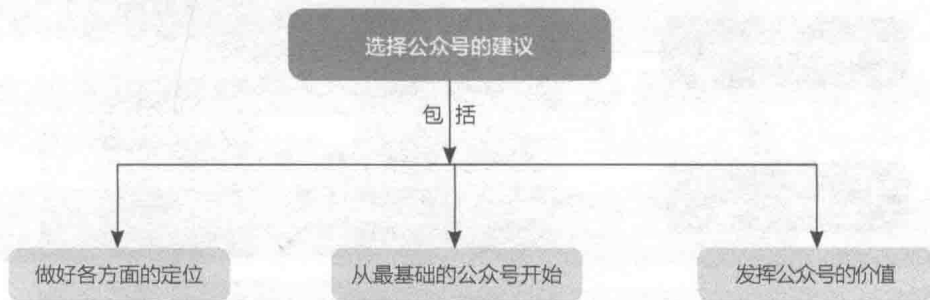 选择公众号的建议
包括
做好各方面的定位
从最基础的公众号开始
发挥公众号的价值